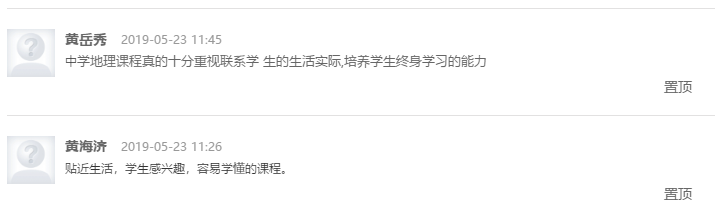 黄岳秀 2019-05-23 11:45
中学地理课程真的十分重视联系学 生的生活实际,培养学生终身学习的能力
置顶
黄海济 2019-05-23 11:26
贴近生活，学生感兴趣，容易学懂的课程。
置顶